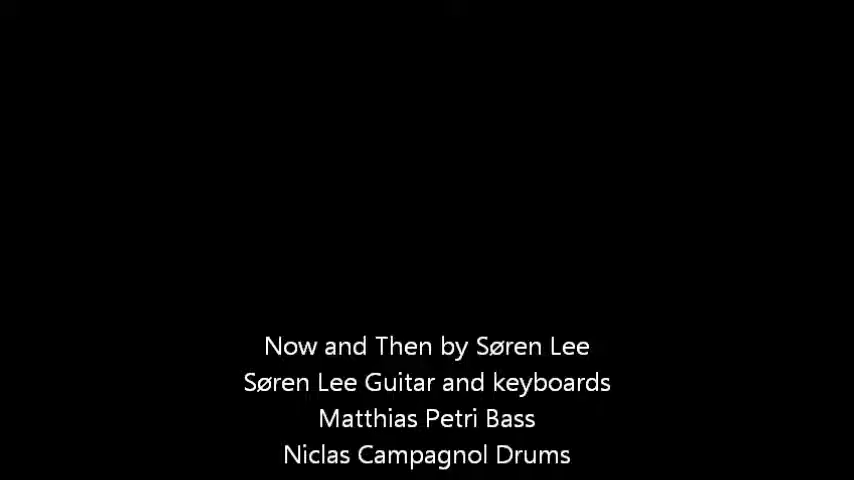 Now and Then by Søren Lee
Søren Lee Guitar and keyboards
Matthias Petri Bass
Niclas Campagnol Drums